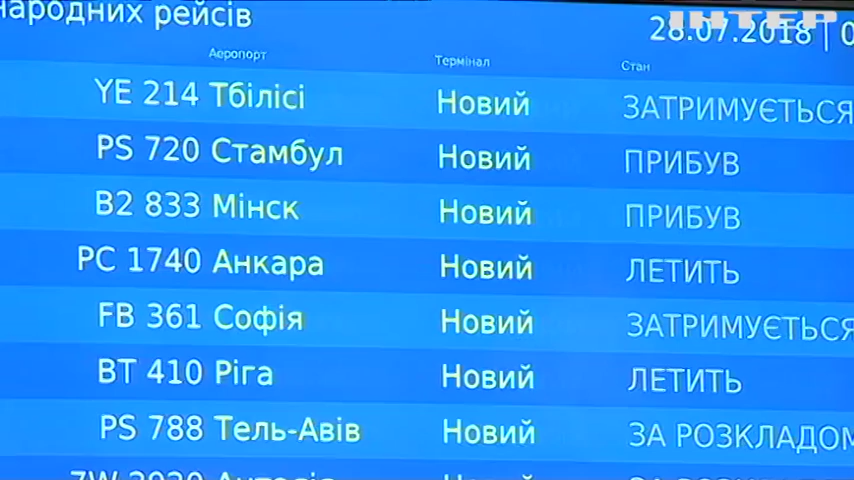 народних рейсів
ІНТЕР
28.07.2018 | 0
Аеропорт Термінал Стан
YE 214 Тбілісі Новий ЗАТРИМУЄТЬСЯ
PS 720 Стамбул Новий ПРИБУВ
B2 833 Мінск Новий ПРИБУВ
PC 1740 Анкара Новий ЛЕТИТЬ
FB 361 Софія Новий ЗАТРИМУЄТЬСЯ
BT 410 Ріга Новий ЛЕТИТЬ
PS 788 Тель-Авів Новий ЗА РОЗКЛАДОМ